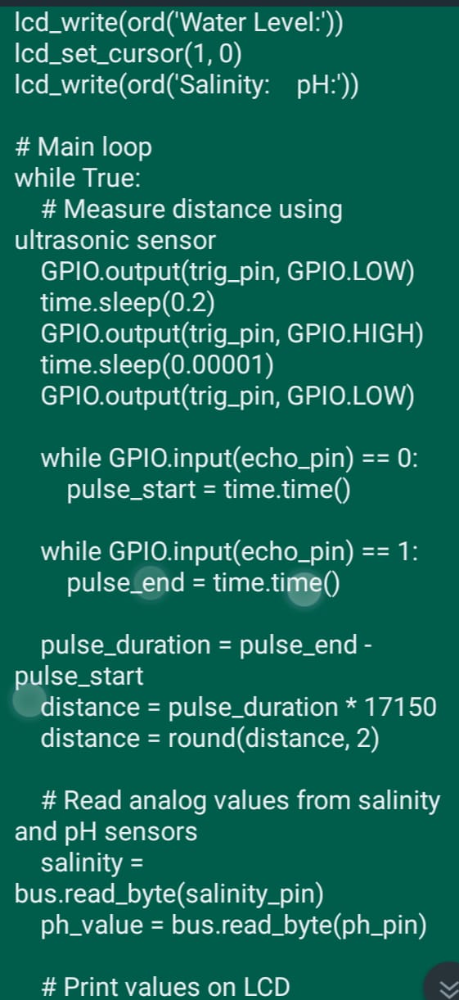 lcd_write(ord('Water Level:'))
lcd_set_cursor(1, 0)
lcd_write(ord('Salinity:    pH:'))
# Main loop
while True:
# Measure distance using
ultrasonic sensor
GPIO.output(trig_pin, GPIO.LOW)
time.sleep(0.2)
GPIO.output(trig_pin, GPIO.HIGH)
time.sleep(0.00001)
GPIO.output(trig_pin, GPIO.LOW)
while GPIO.input(echo_pin) == 0:
pulse_start = time.time()
while GPIO.input(echo_pin) == 1:
pulse_end = time.time()
pulse_duration = pulse_end -
pulse_start
distance = pulse_duration * 17150
distance = round(distance, 2)
# Read analog values from salinity
and pH sensors
salinity =
bus.read_byte(salinity_pin)
ph_value = bus.read_byte(ph_pin)
# Print values on LCD